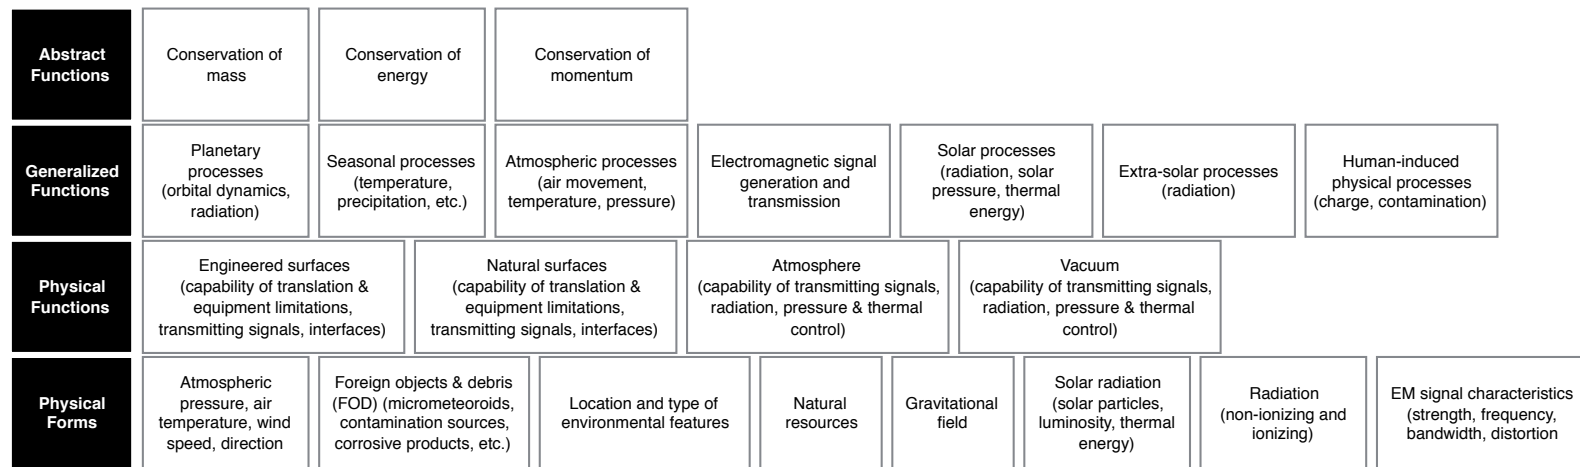 Abstract
Functions
Conservation of
mass
Conservation of
energy
Conservation of
momentum
Generalized
Functions
Planetary
processes
(orbital dynamics,
radiation)
Seasonal processes
(temperature,
precipitation, etc.)
Atmospheric processes
(air movement,
temperature, pressure)
Electromagnetic signal
generation and
transmission
Solar processes
(radiation, solar
pressure, thermal
energy)
Extra-solar processes
(radiation)
Human-induced
physical processes
(charge, contamination)
Physical
Functions
Engineered surfaces
(capability of translation &
equipment limitations,
transmitting signals, interfaces)
Natural surfaces
(capability of translation &
equipment limitations,
transmitting signals, interfaces)
Atmosphere
(capability of transmitting signals,
radiation, pressure & thermal
control)
Vacuum
(capability of transmitting signals,
radiation, pressure & thermal
control)
Physical
Forms
Atmospheric
pressure, air
temperature, wind
speed, direction
Foreign objects & debris
(FOD) (micrometeoroids,
contamination sources,
corrosive products, etc.)
Location and type of
environmental features
Natural
resources
Gravitational
field
Solar radiation
(solar particles,
luminosity, thermal
energy)
Radiation
(non-ionizing and
ionizing)
EM signal characteristics
(strength, frequency,
bandwidth, distortion